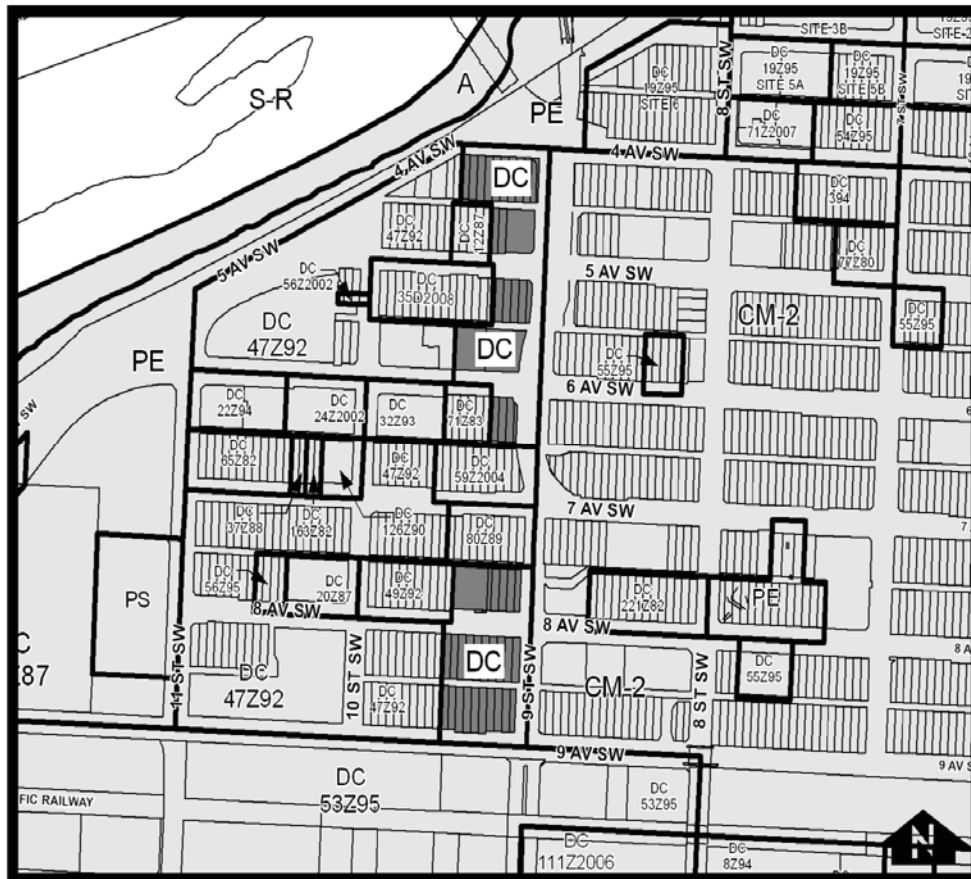 SITE 3B
S-R
A
PE
DC
19Z95
SITE 6
8 ST SW
DC
19Z95
SITE 5A
DC
19Z95
SITE 5B
7 ST SW
DC
DC
71Z2007
DC
54Z95
4 AV SW
4 AV SW
DC
DC
394
DC
47Z92
DC
12Z87
DC
77Z80
5 AV SW
DC
56Z2002
DC
35D2008
5 AV SW
CM-2
DC
55Z95
DC
47Z92
DC
DC
55Z95
PE
6 AV SW
DC
22Z94
DC
24Z2002
DC
32Z93
DC
71Z83
DC
65Z82
DC
47Z92
DC
59Z2004
DC
37Z88
DC
163Z82
DC
126Z90
DC
80Z89
7 AV SW
DC
56Z95
DC
20Z87
DC
49Z92
DC
221Z82
PE
PS
8 AV SW
8 AV SW
DC
47Z92
11 ST SW
10 ST SW
DC
47Z92
DC
9 ST SW
CM-2
8 ST SW
DC
55Z95
9 AV SW
DC
53Z95
FIC RAILWAY
DC
53Z95
DC
111Z2006
DC
8Z94
N